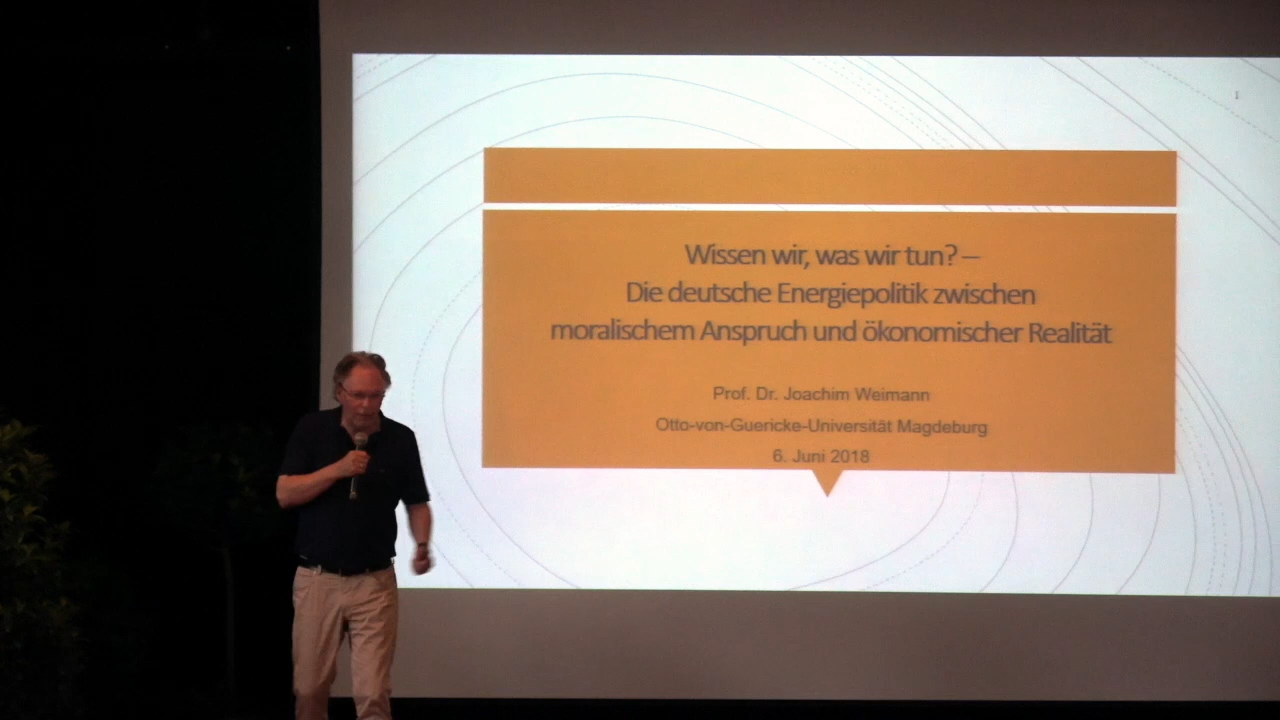 1
Wissen wir, was wir tun? –
Die deutsche Energiepolitik zwischen
moralischem Anspruch und ökonomischer Realität
Prof. Dr. Joachim Weimann
Otto-von-Guericke-Universität Magdeburg
6. Juni 2018